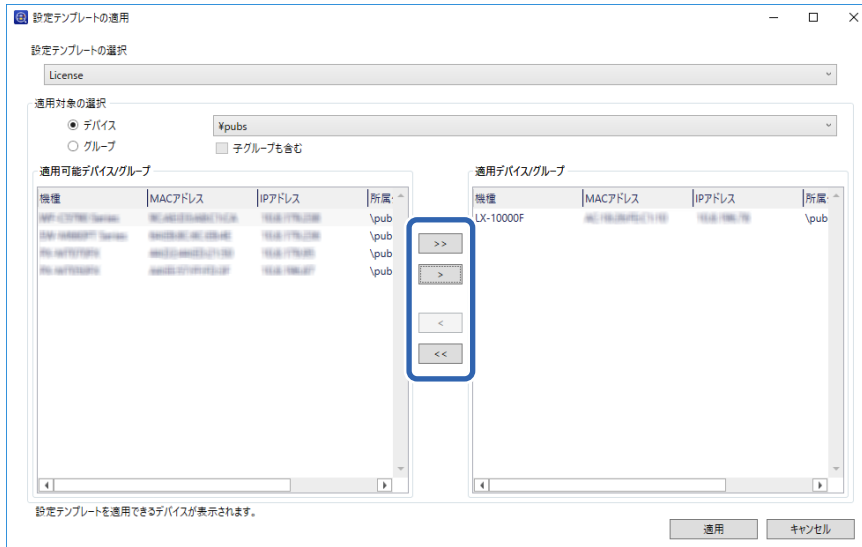 設定テンプレートの適用
設定テンプレートの選択
License
適用対象の選択
デバイス
¥pubs
グループ
子グループも含む
適用可能デバイス/グループ
適用デバイス/グループ
機種 MACアドレス IPアドレス 所属·
機種 MACアドレス IPアドレス 所属·
\pub
LX-10000F \pub
\pub
\pub
\pub
>>
>
<
<<
設定テンプレートを適用できるデバイスが表示されます。
適用 キャンセル